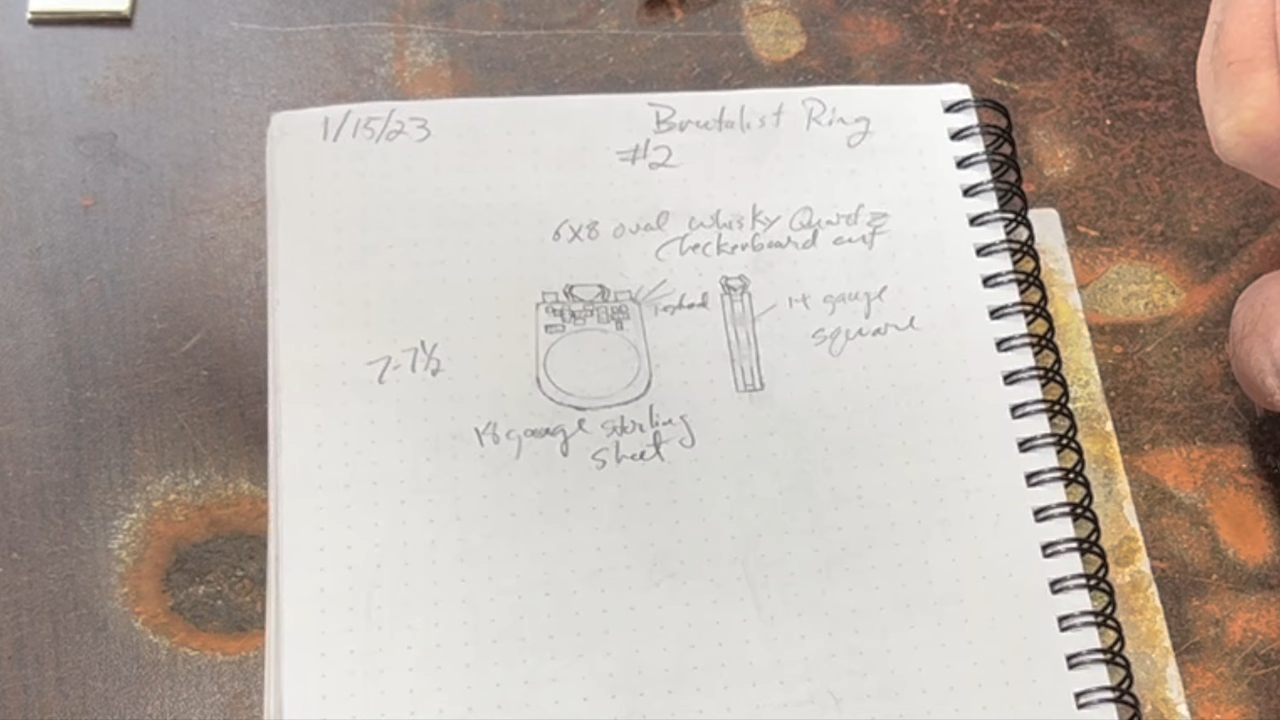 1/15/23
Brutalist Ring
#2
6x8 oval whisky Quartz
Checkerboard cut
14 gauge
square
7-7½
18 gauge sterling
sheet